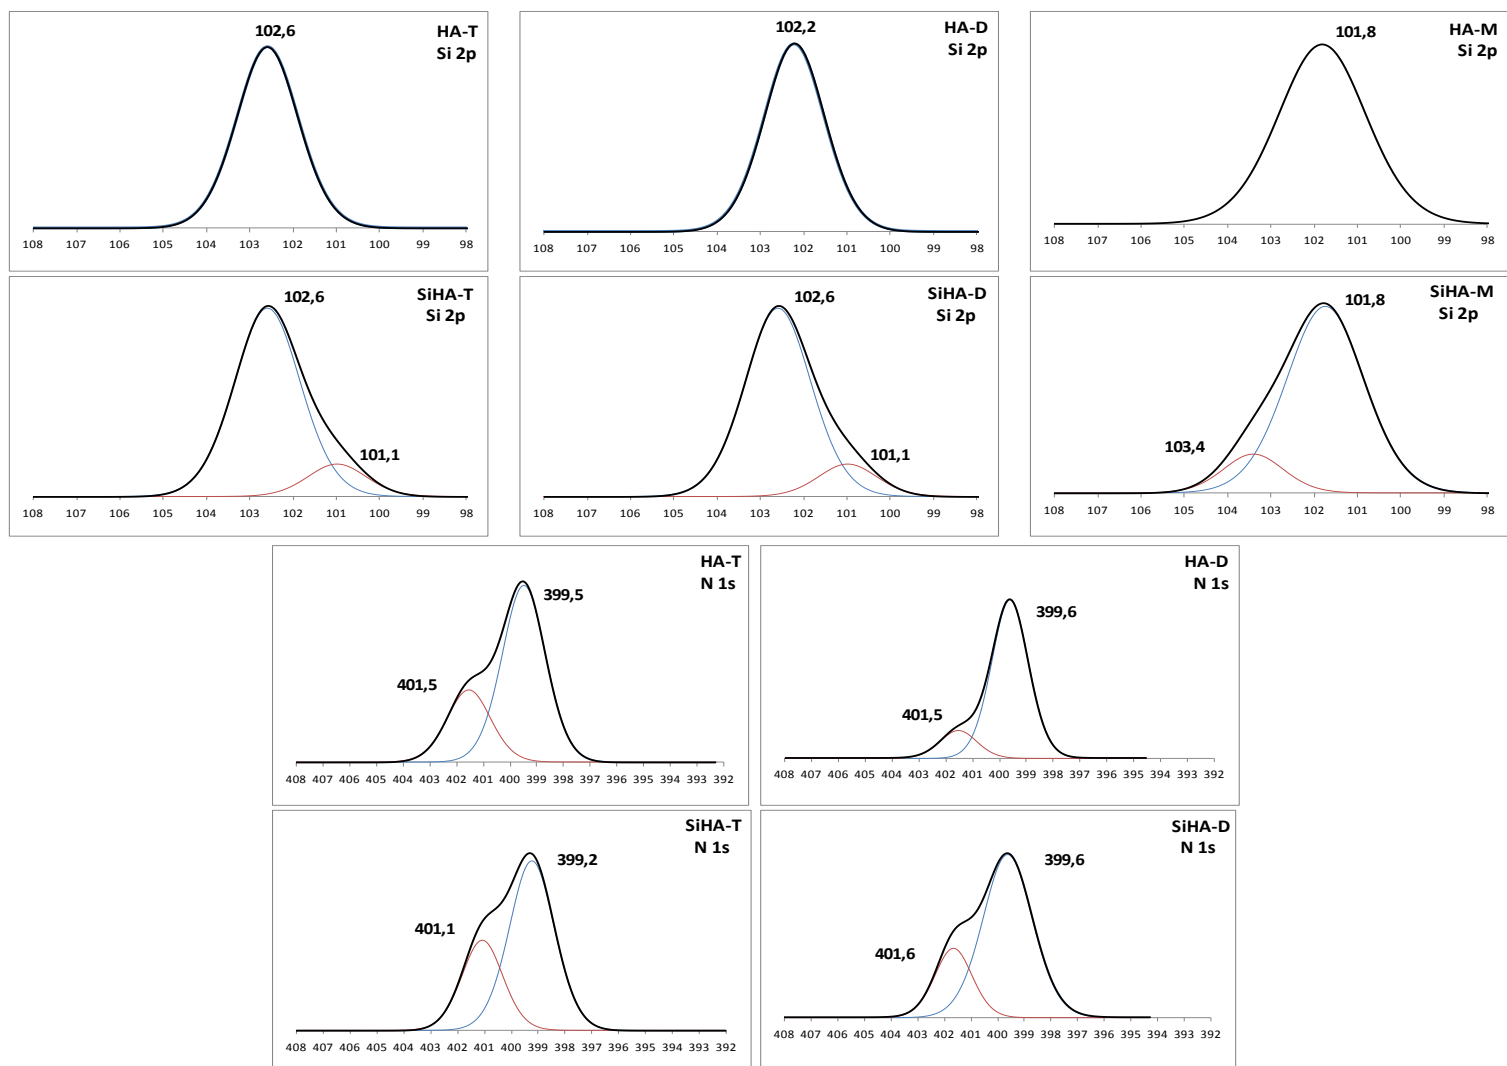 102,6
HA-T
Si 2p
108 107 106 105 104 103 102 101 100 99 98
102,2
HA-D
Si 2p
108 107 106 105 104 103 102 101 100 99 98
101,8
HA-M
Si 2p
108 107 106 105 104 103 102 101 100 99 98
102,6
SiHA-T
Si 2p
101,1
108 107 106 105 104 103 102 101 100 99 98
102,6
SiHA-D
Si 2p
101,1
108 107 106 105 104 103 102 101 100 99 98
101,8
SiHA-M
Si 2p
103,4
108 107 106 105 104 103 102 101 100 99 98
HA-T
N 1s
399,5
401,5
408 407 406 405 404 403 402 401 400 399 398 397 396 395 394 393 392
HA-D
N 1s
399,6
401,5
408 407 406 405 404 403 402 401 400 399 398 397 396 395 394 393 392
SiHA-T
N 1s
399,2
401,1
408 407 406 405 404 403 402 401 400 399 398 397 396 395 394 393 392
SiHA-D
N 1s
399,6
401,6
408 407 406 405 404 403 402 401 400 399 398 397 396 395 394 393 392